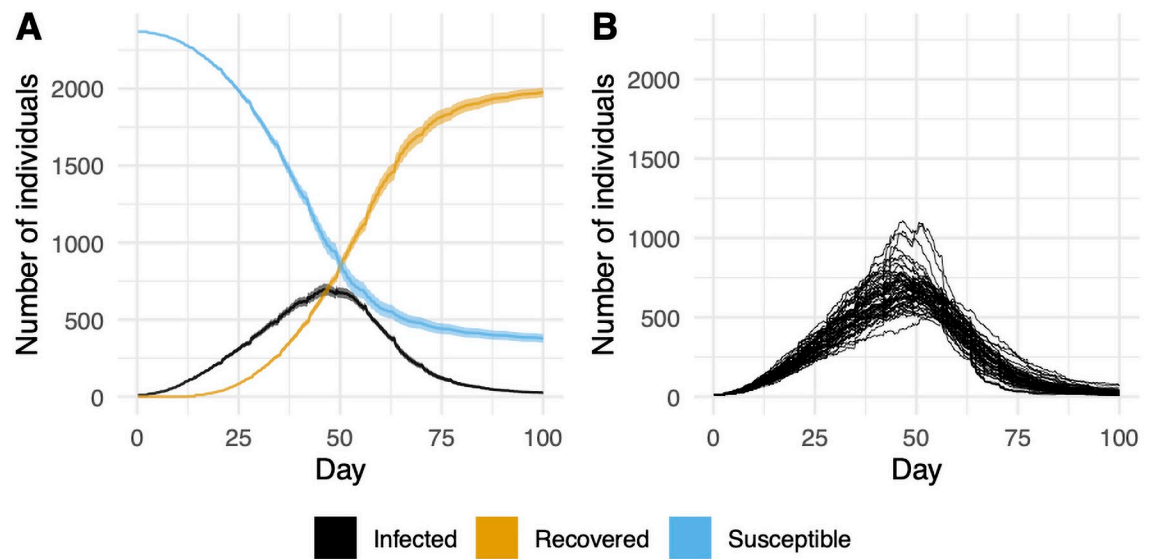 A
Number of individuals
2000
1500
1000
500
0
0 25 50 75 100
Day
B
Number of individuals
2000
1500
1000
500
0
0 25 50 75 100
Day
Infected Recovered Susceptible